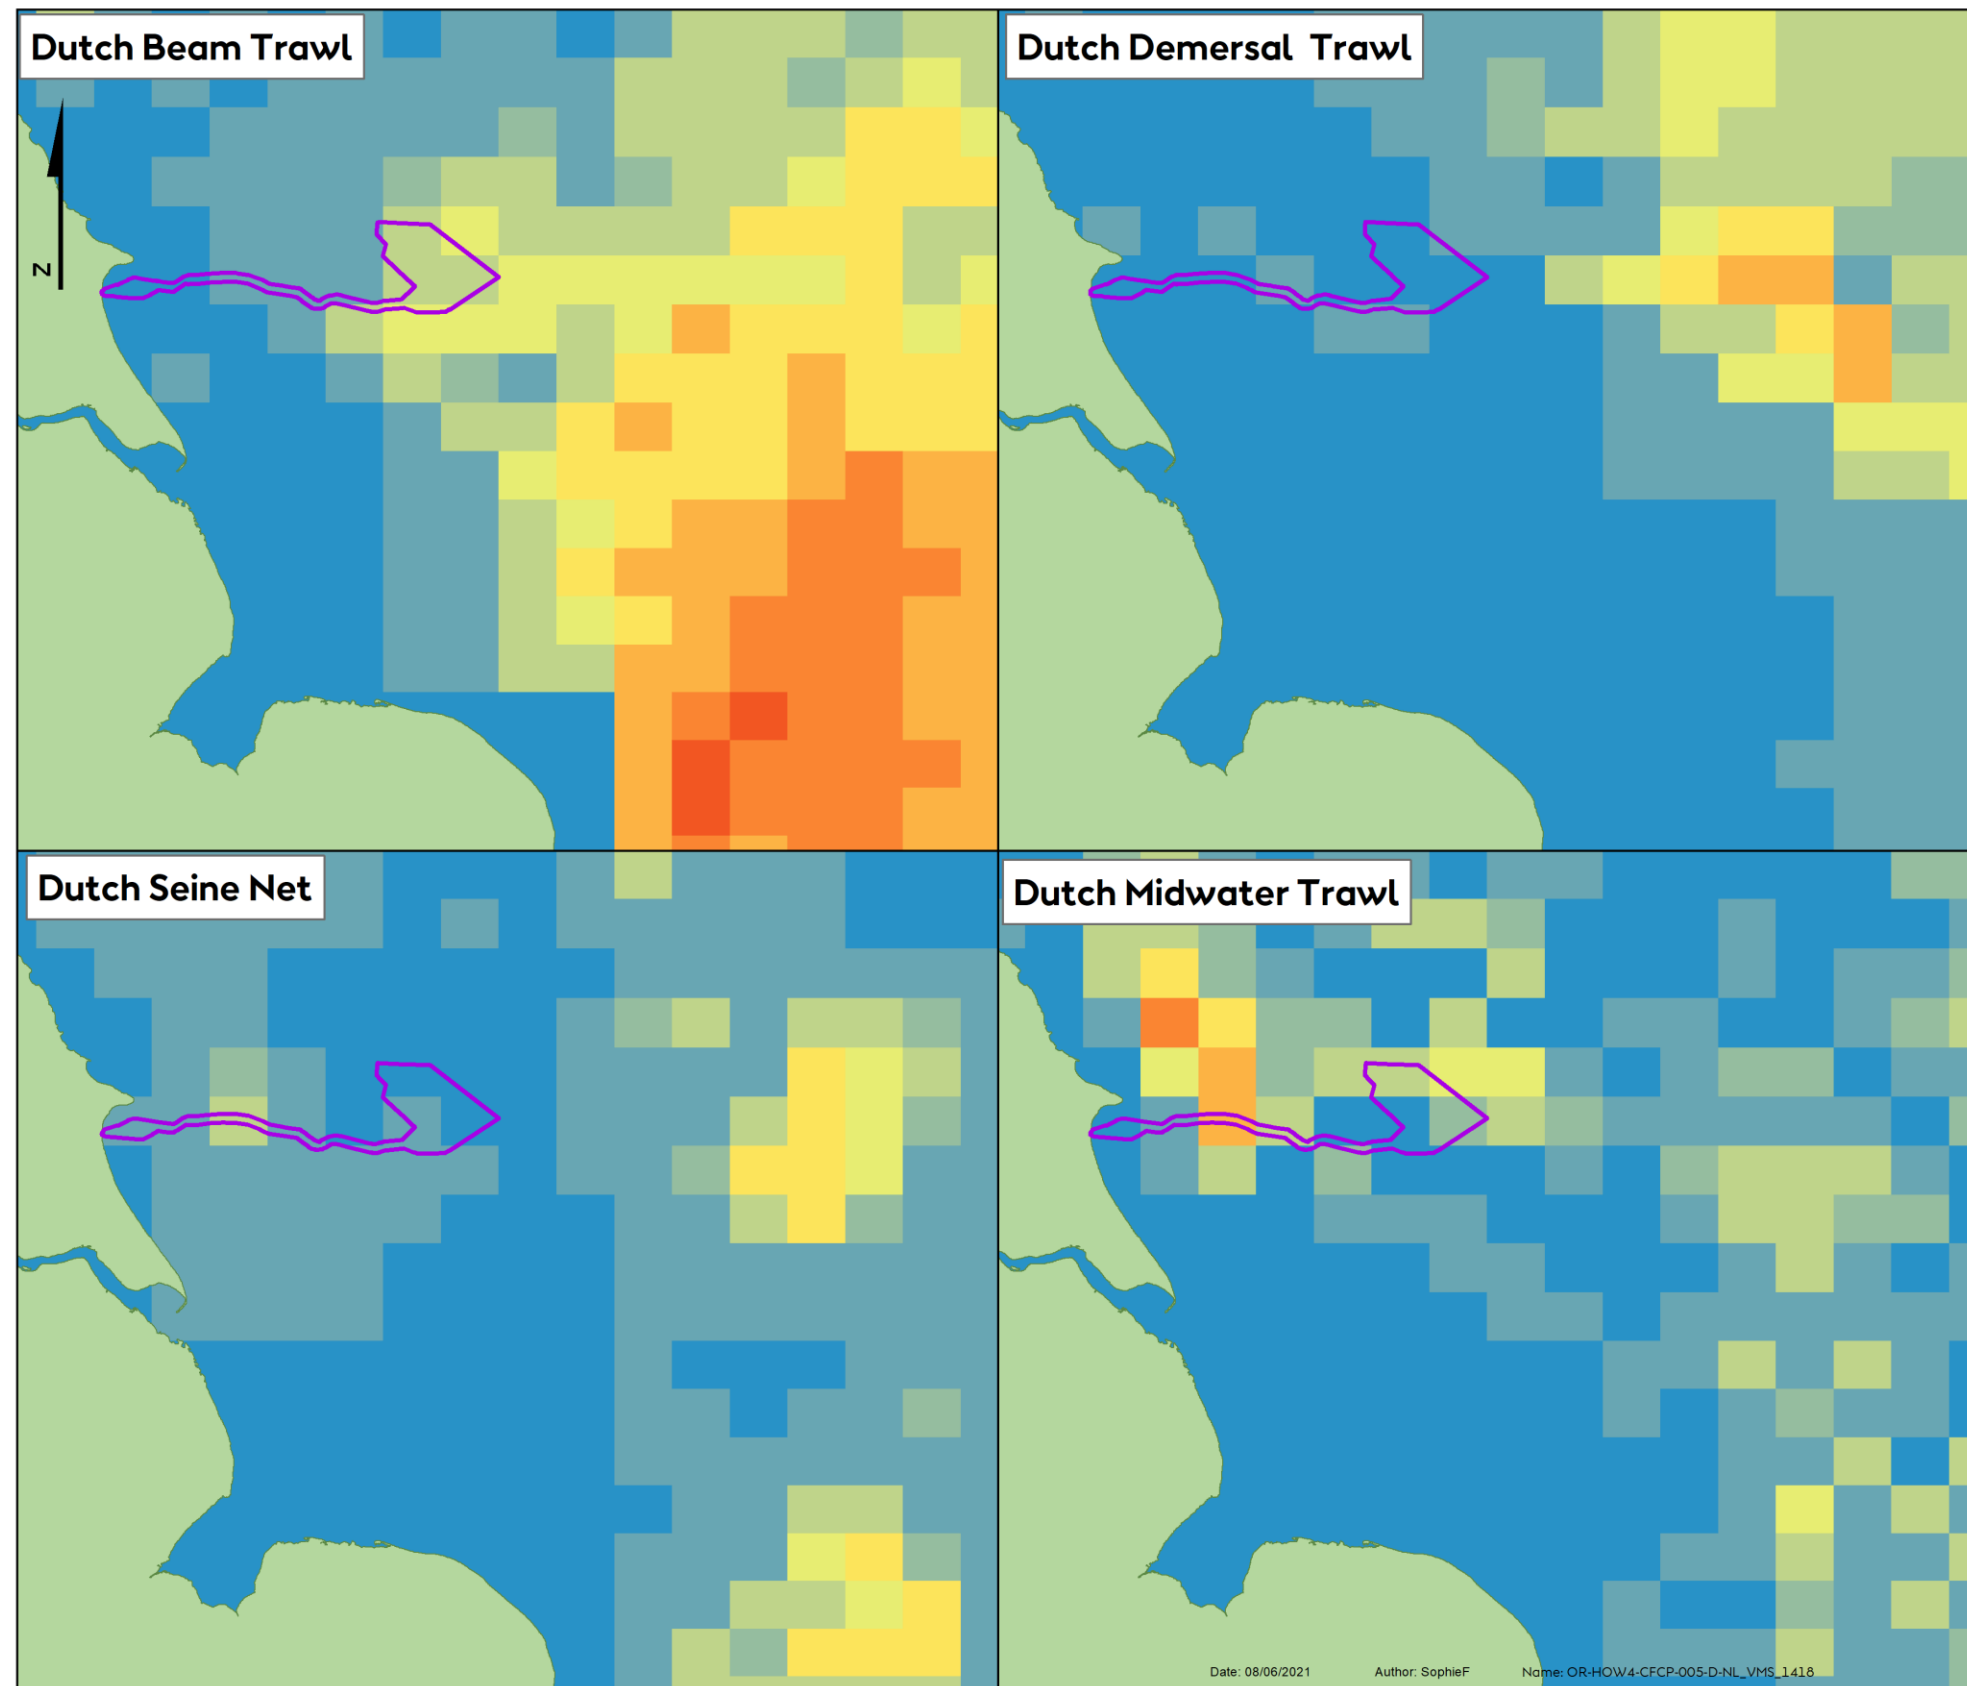 Dutch Beam Trawl
Dutch Demersal Trawl
N
Dutch Seine Net
Dutch Midwater Trawl
Date: 08/06/2021 Author: SophieF Name: OR-HOW4-CFCP-005-D-NL_VMS_1418